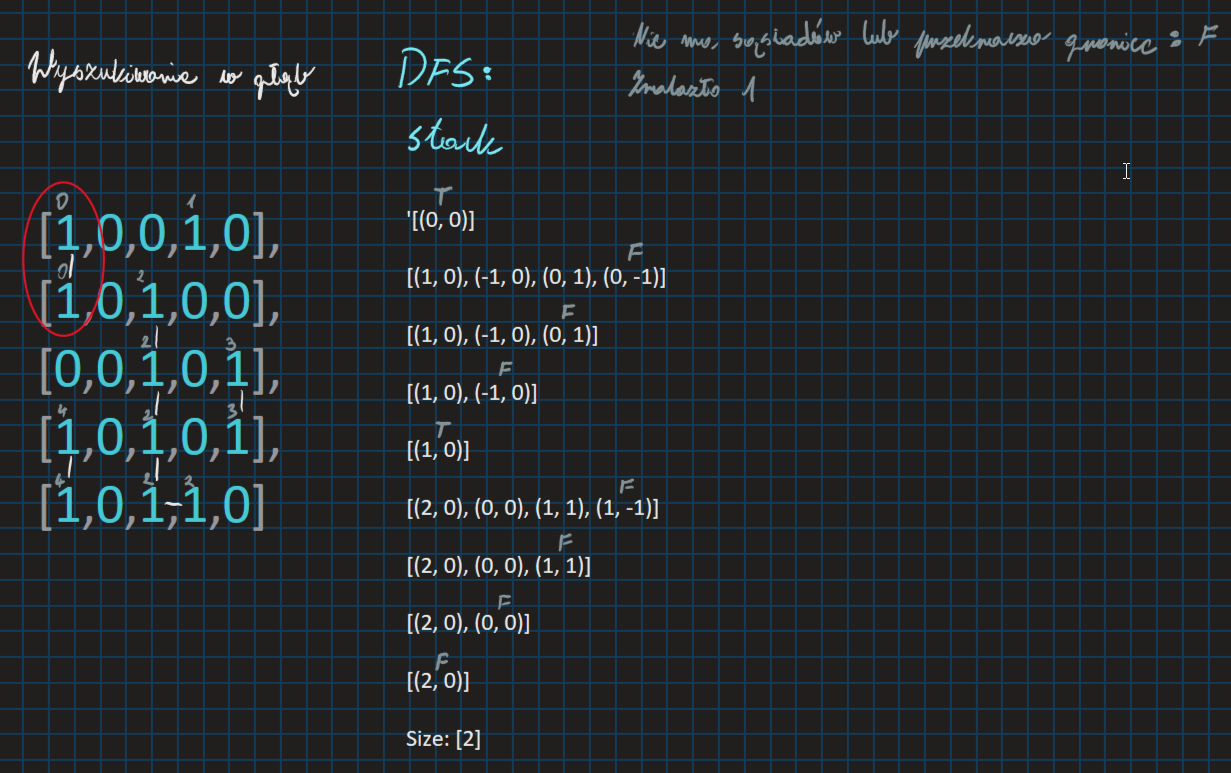 Nie ma sąsiadów lub przekracza granice : F
Wyszukiwanie w głąb
DFS:
Znalazło 1
stack
T
'[(0, 0)]
0 1
[1,0,0,1,0],
F
[(1, 0), (-1, 0), (0, 1), (0, -1)]
0 2
[1,0,1,0,0],
F
[(1, 0), (-1, 0), (0, 1)]
2 3
[0,0,1,0,1],
F
[(1, 0), (-1, 0)]
4 2 3
[1,0,1,0,1],
T
[(1, 0)]
4 2 2
[1,0,1,1,0]
F
[(2, 0), (0, 0), (1, 1), (1, -1)]
F
[(2, 0), (0, 0), (1, 1)]
F
[(2, 0), (0, 0)]
F
[(2, 0)]
Size: [2]